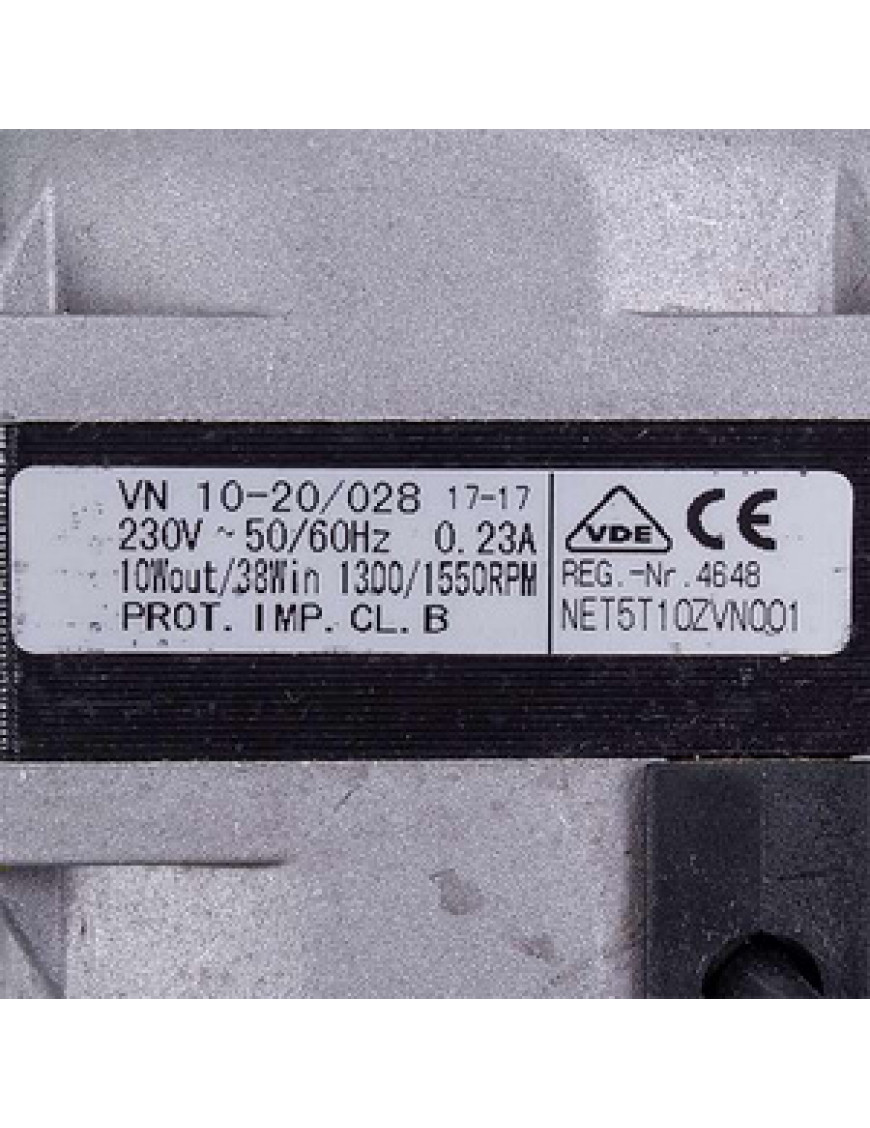 VN 10-20/028 17-17
230V ~ 50/60Hz 0.23A
10Wout/38Win 1300/1550RPM
PROT. IMP. CL. B
VDE CE
REG.-Nr.4648
NET5T10ZVN001